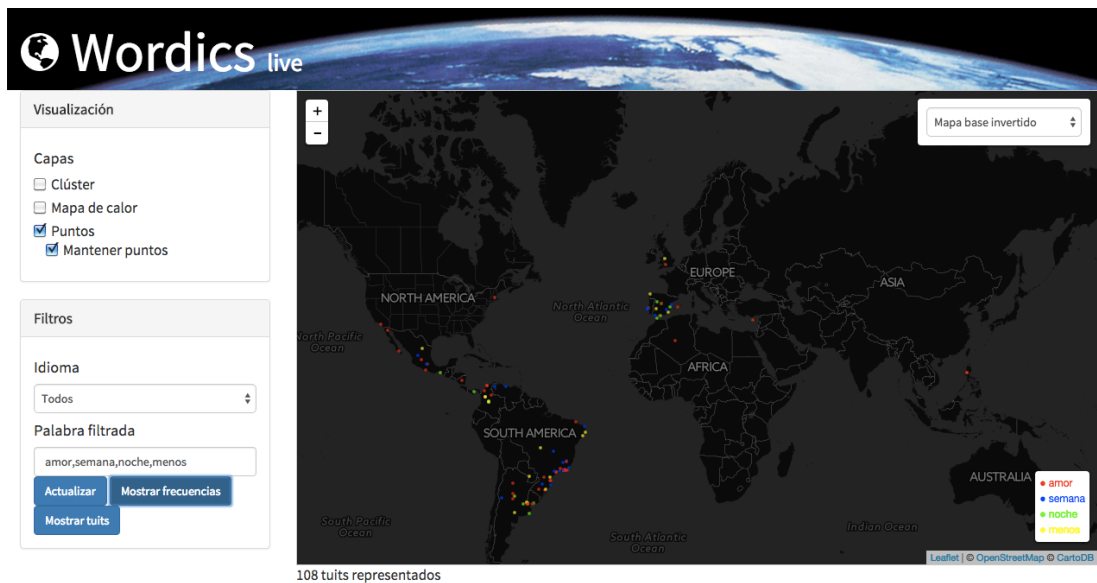 Wordics live
Visualización
Capas
Clúster
Mapa de calor
Puntos
Mantener puntos
Filtros
Idioma
Todos
Palabra filtrada
amor,semana,noche,menos
Actualizar
Mostrar frecuencias
Mostrar tuits
+
-
Mapa base invertido
NORTH AMERICA
North Atlantic
Ocean
EUROPE
ASIA
North Pacific
Ocean
AFRICA
SOUTH AMERICA
AUSTRALIA
South Pacific
Ocean
South Atlantic
Ocean
Indian Ocean
amor
semana
noche
menos
Leaflet | © OpenStreetMap © CartoDB
108 tuits representados